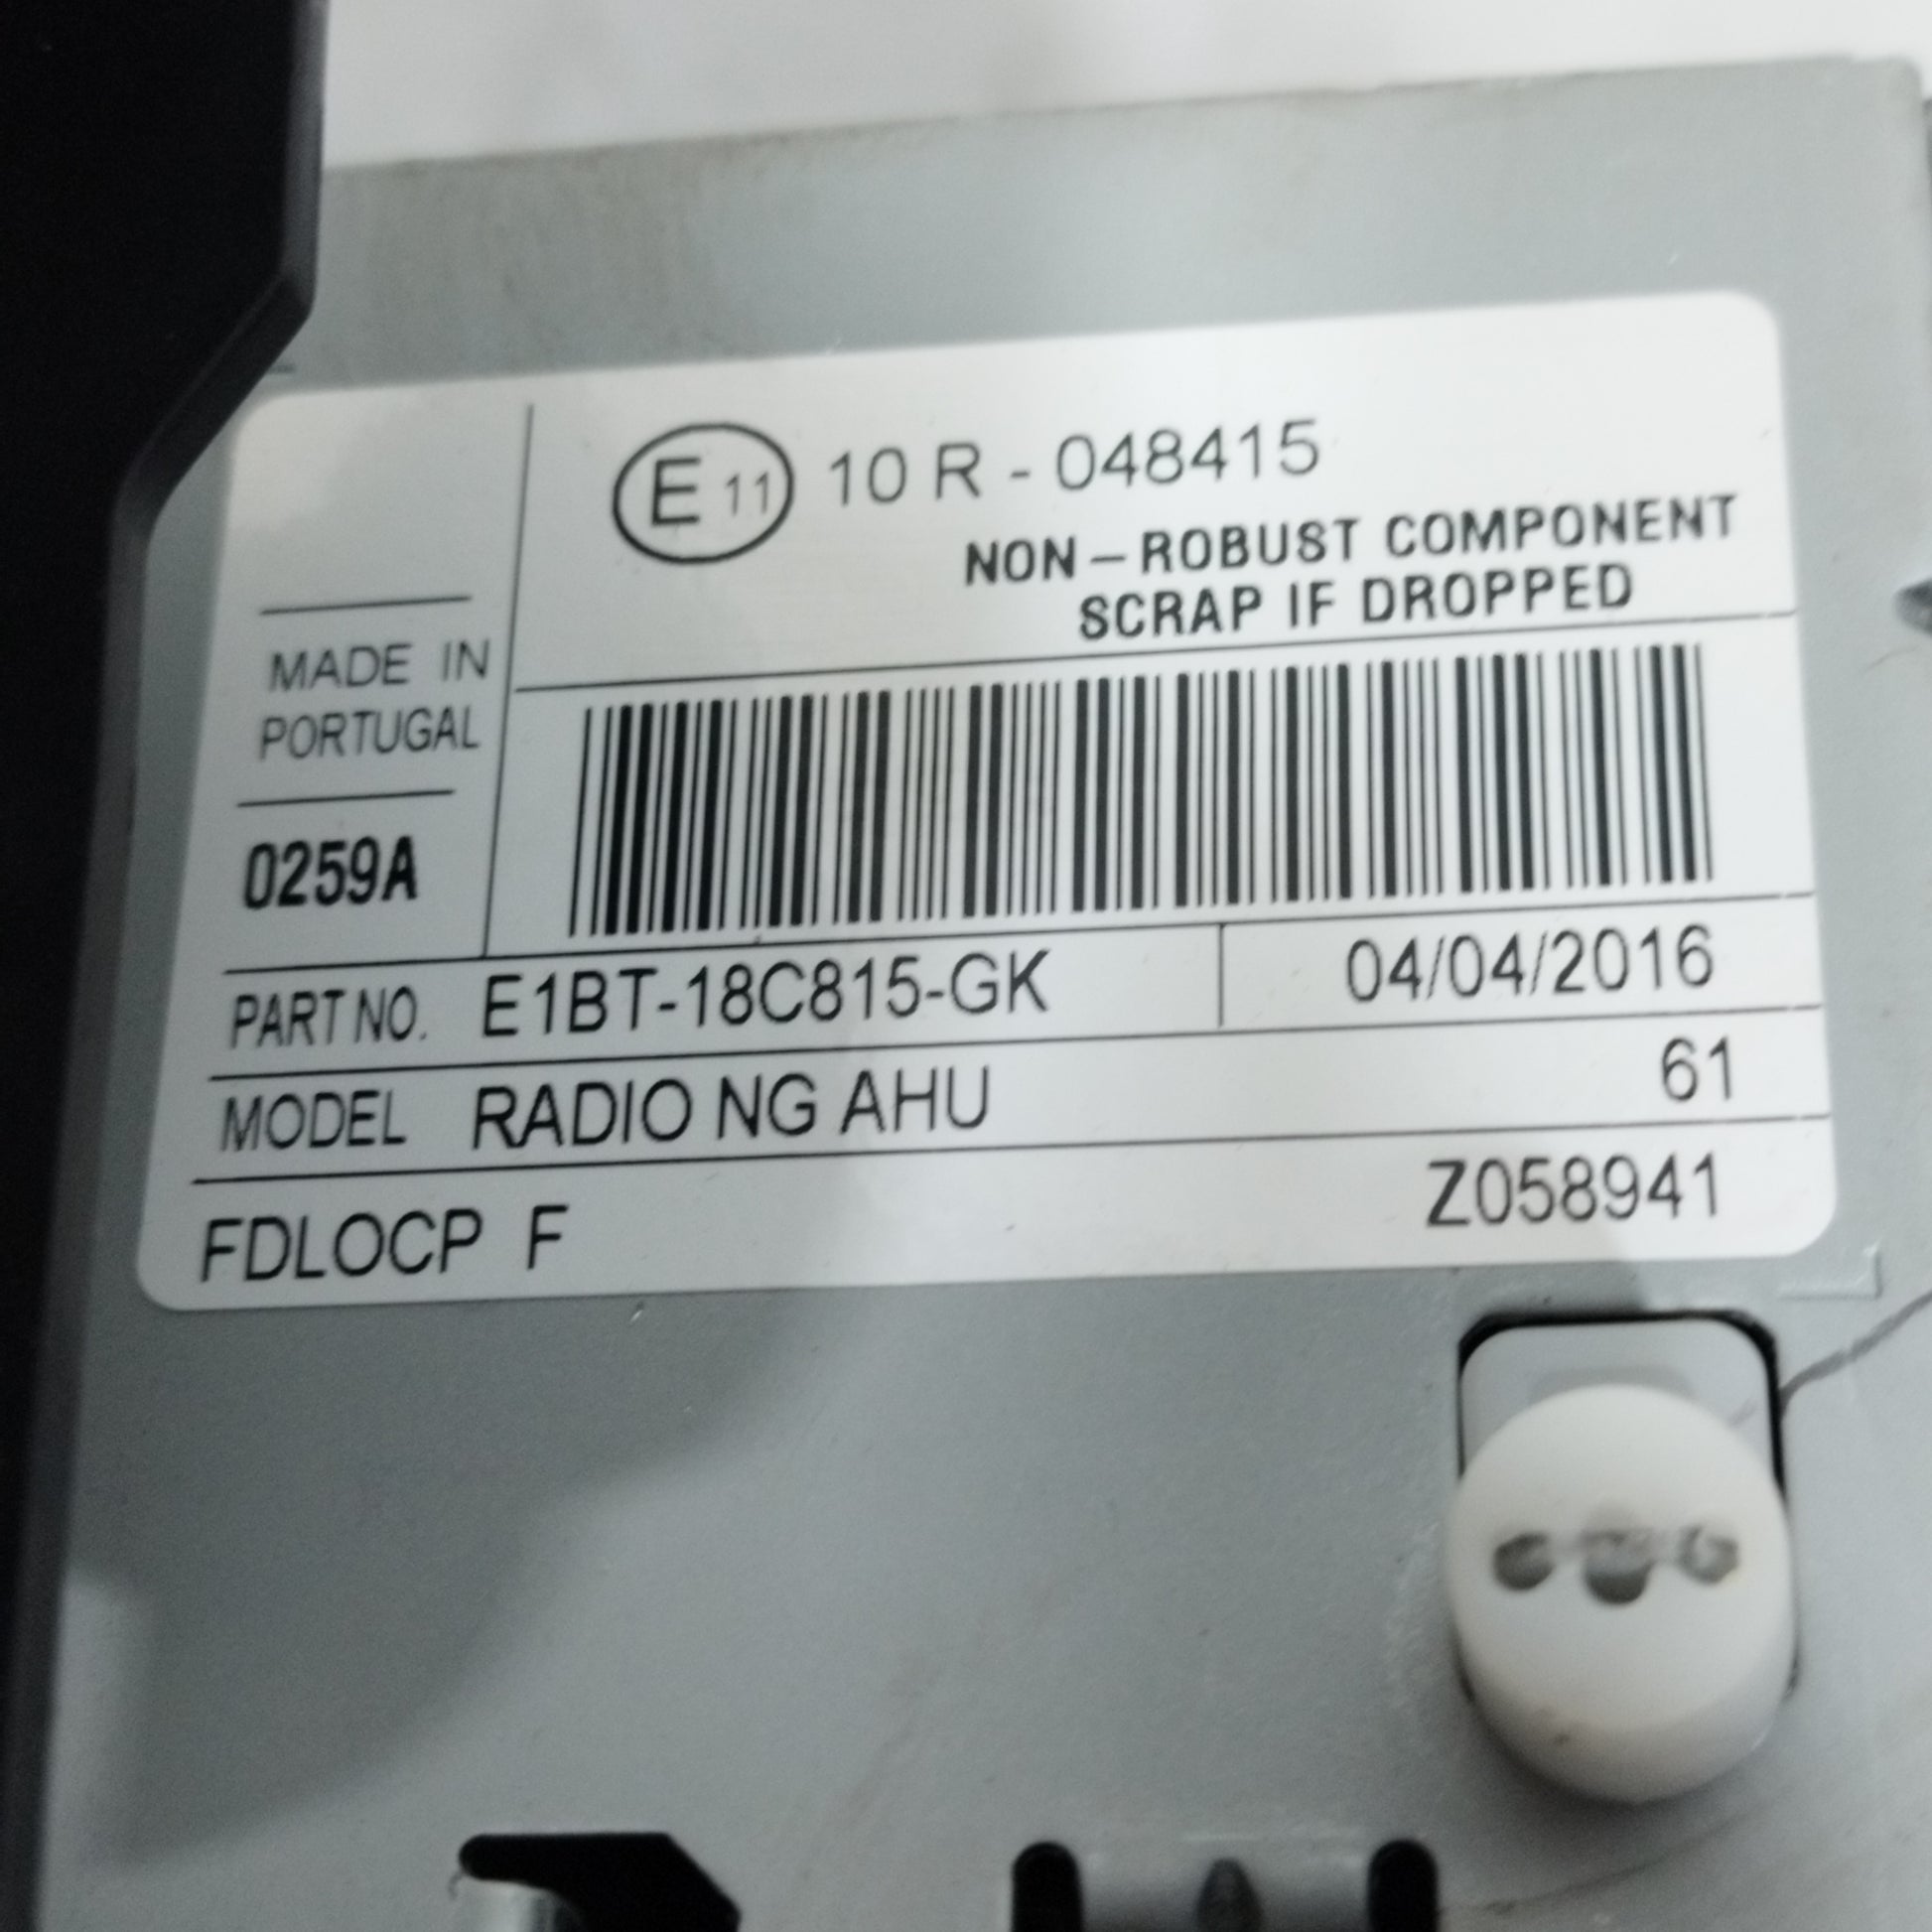 E 11 10 R - 048415
NON – ROBUST COMPONENT
SCRAP IF DROPPED
MADE IN
PORTUGAL
0259A
PART NO. E1BT-18C815-GK 04/04/2016
MODEL RADIO NG AHU 61
FDLOCP F Z058941